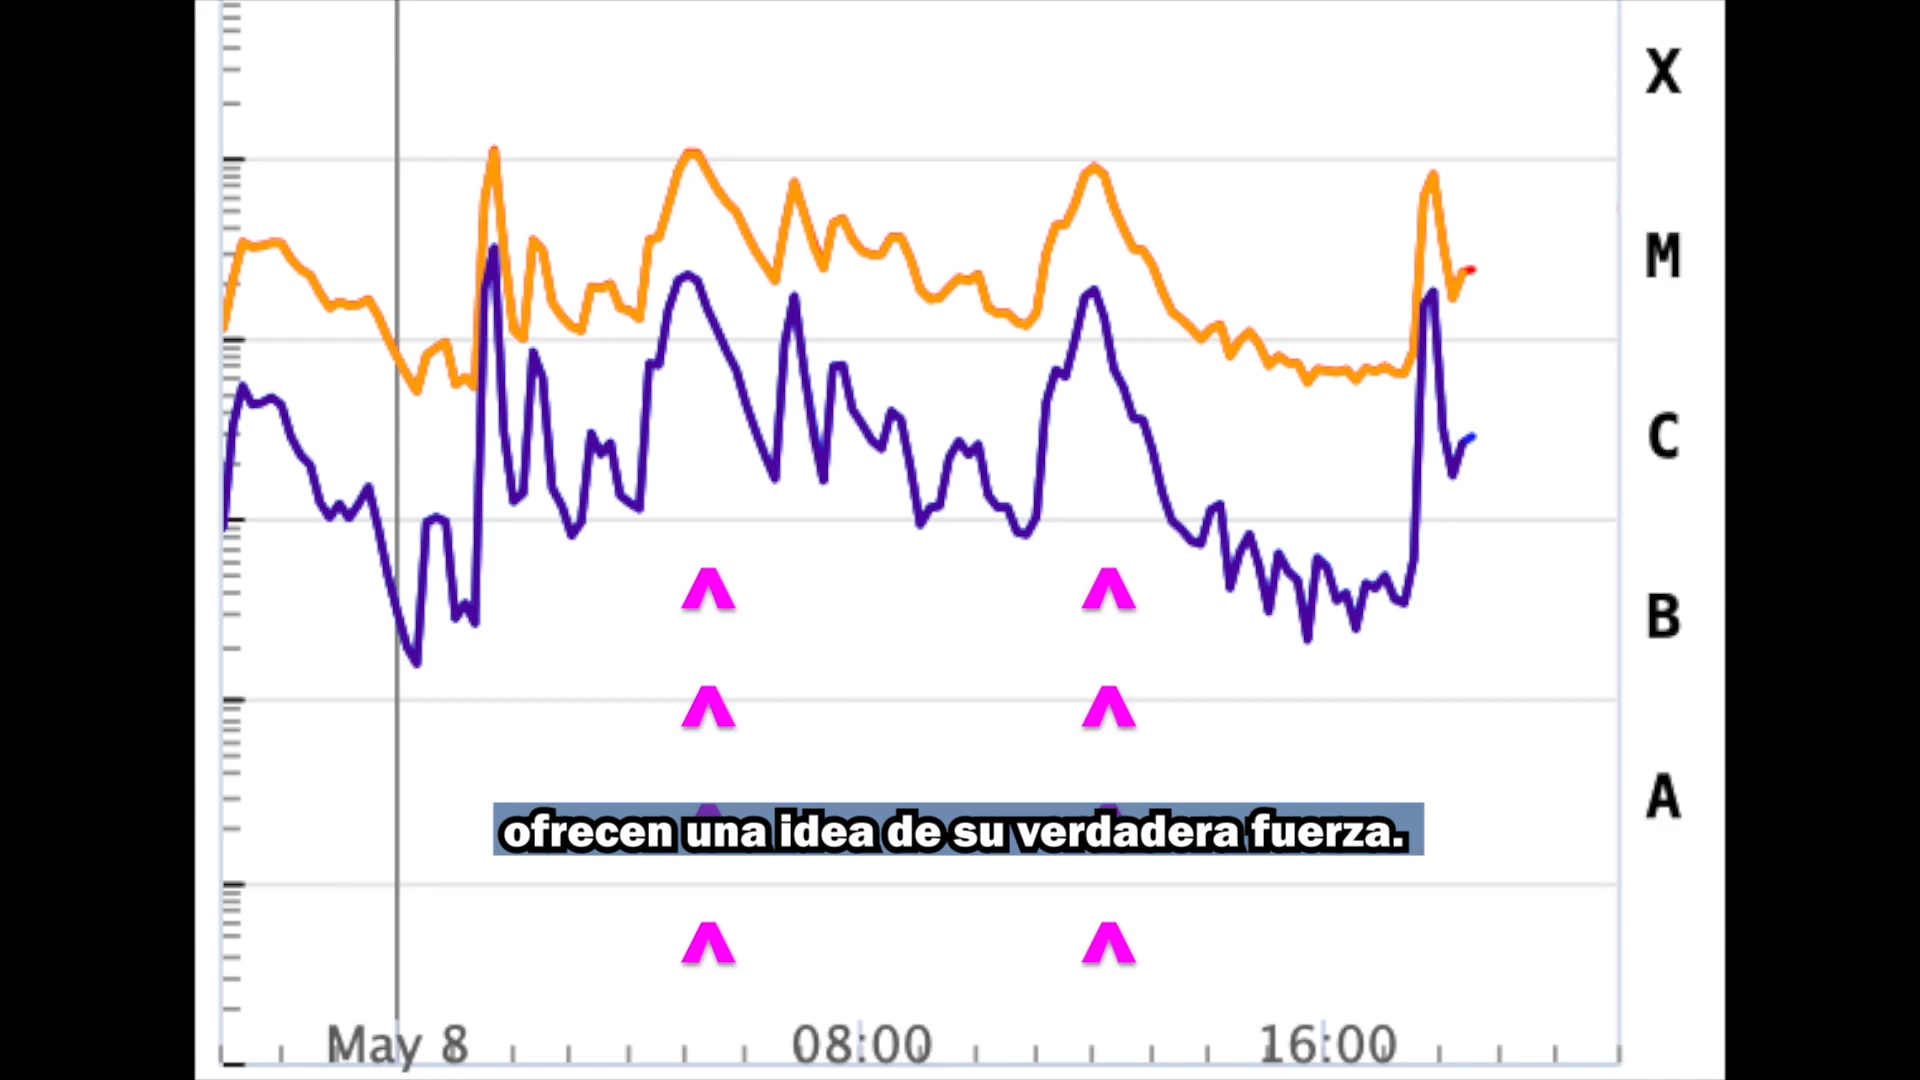 X
M
C
B
A
ofrecen una idea de su verdadera fuerza.
May 8 08:00 16:00